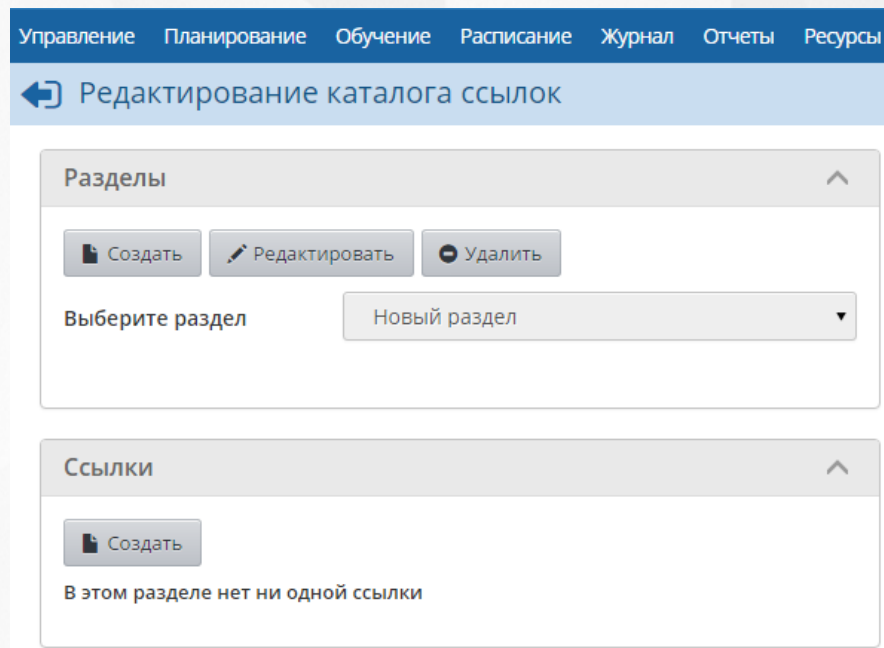 Управление Планирование Обучение Расписание Журнал Отчеты Ресурсы
Редактирование каталога ссылок
Разделы
Создать Редактировать Удалить
Выберите раздел Новый раздел
Ссылки
Создать
В этом разделе нет ни одной ссылки